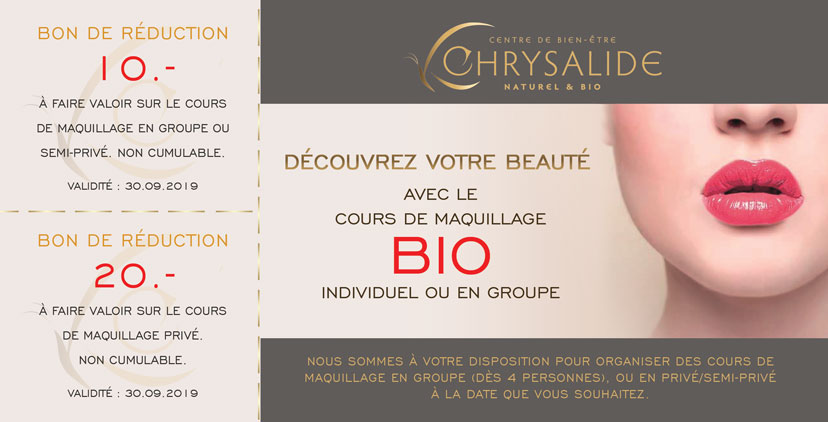 BON DE RÉDUCTION
10.-
À FAIRE VALOIR SUR LE COURS
DE MAQUILLAGE EN GROUPE OU
SEMI-PRIVÉ. NON CUMULABLE.
VALIDITÉ : 30.09.2019
BON DE RÉDUCTION
20.-
À FAIRE VALOIR SUR LE COURS
DE MAQUILLAGE PRIVÉ.
NON CUMULABLE.
VALIDITÉ : 30.09.2019
CENTRE DE BIEN-ÊTRE
CHRYSALIDE
NATUREL & BIO
DÉCOUVREZ VOTRE BEAUTÉ
AVEC LE
COURS DE MAQUILLAGE
BIO
INDIVIDUEL OU EN GROUPE
NOUS SOMMES À VOTRE DISPOSITION POUR ORGANISER DES COURS DE
MAQUILLAGE EN GROUPE (DÈS 4 PERSONNES), OU EN PRIVÉ/SEMI-PRIVÉ
À LA DATE QUE VOUS SOUHAITEZ.